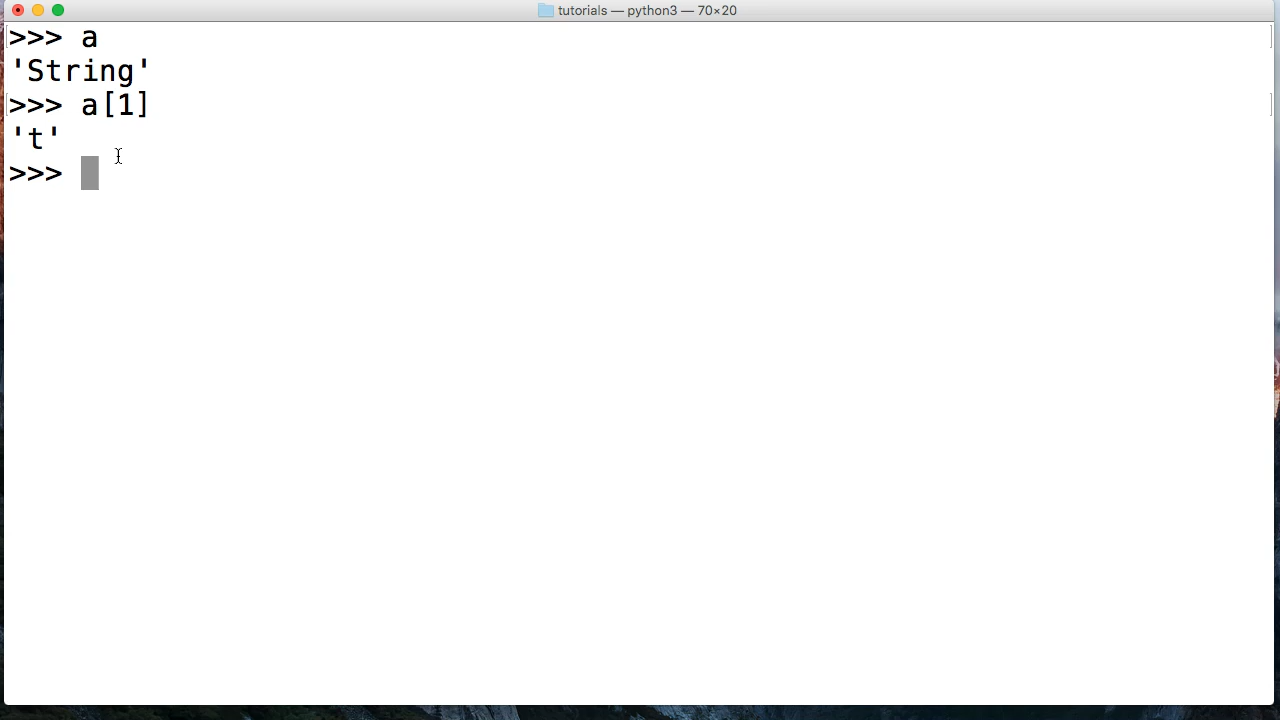 tutorials — python3 — 70×20
>>> a
'String'
>>> a[1]
't'
>>>